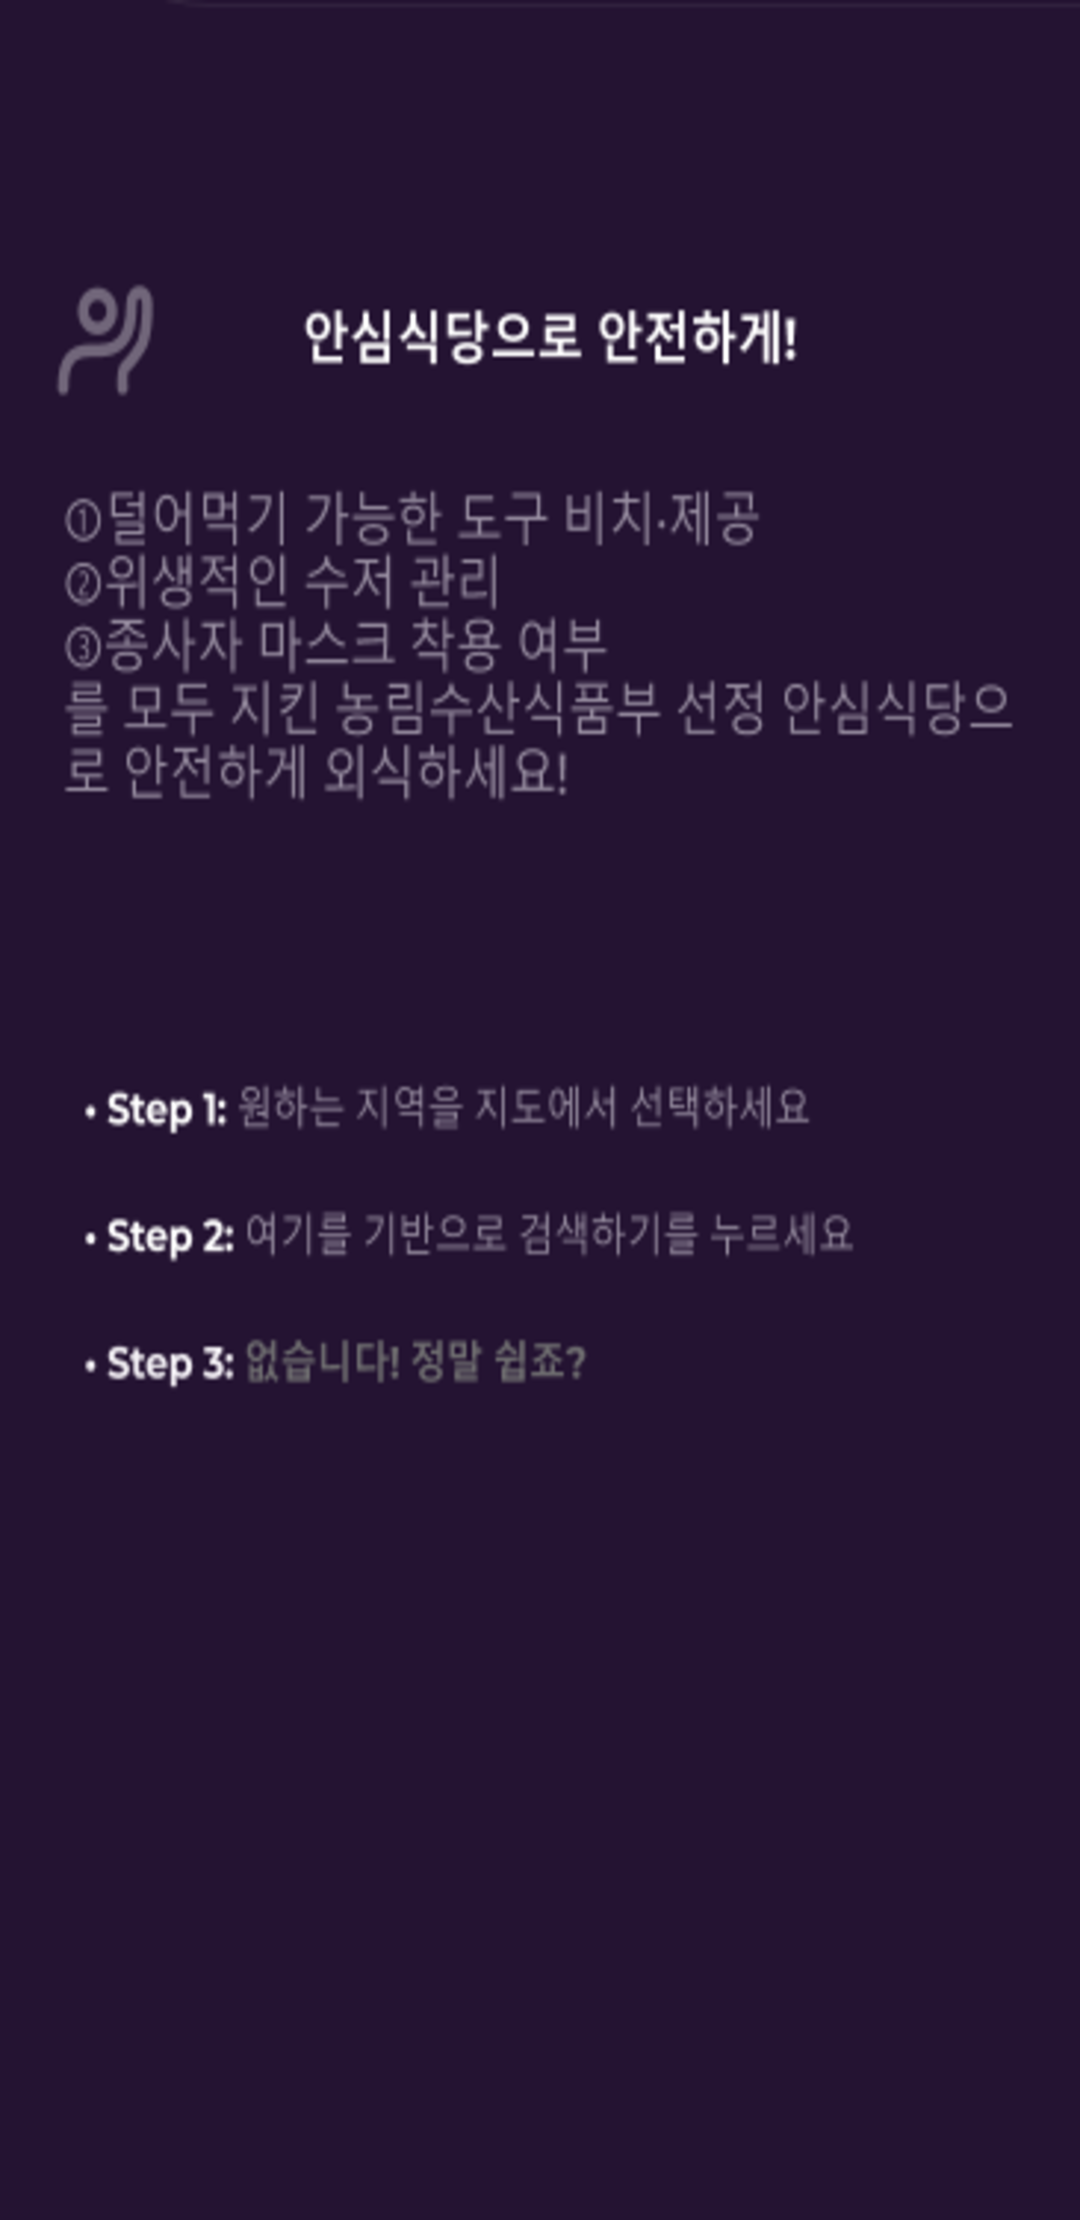 안심식당으로 안전하게!
①덜어먹기 가능한 도구 비치·제공
②위생적인 수저 관리
③종사자 마스크 착용 여부
를 모두 지킨 농림수산식품부 선정 안심식당으
로 안전하게 외식하세요!
• Step 1: 원하는 지역을 지도에서 선택하세요
• Step 2: 여기를 기반으로 검색하기를 누르세요
• Step 3: 없습니다! 정말 쉽죠?